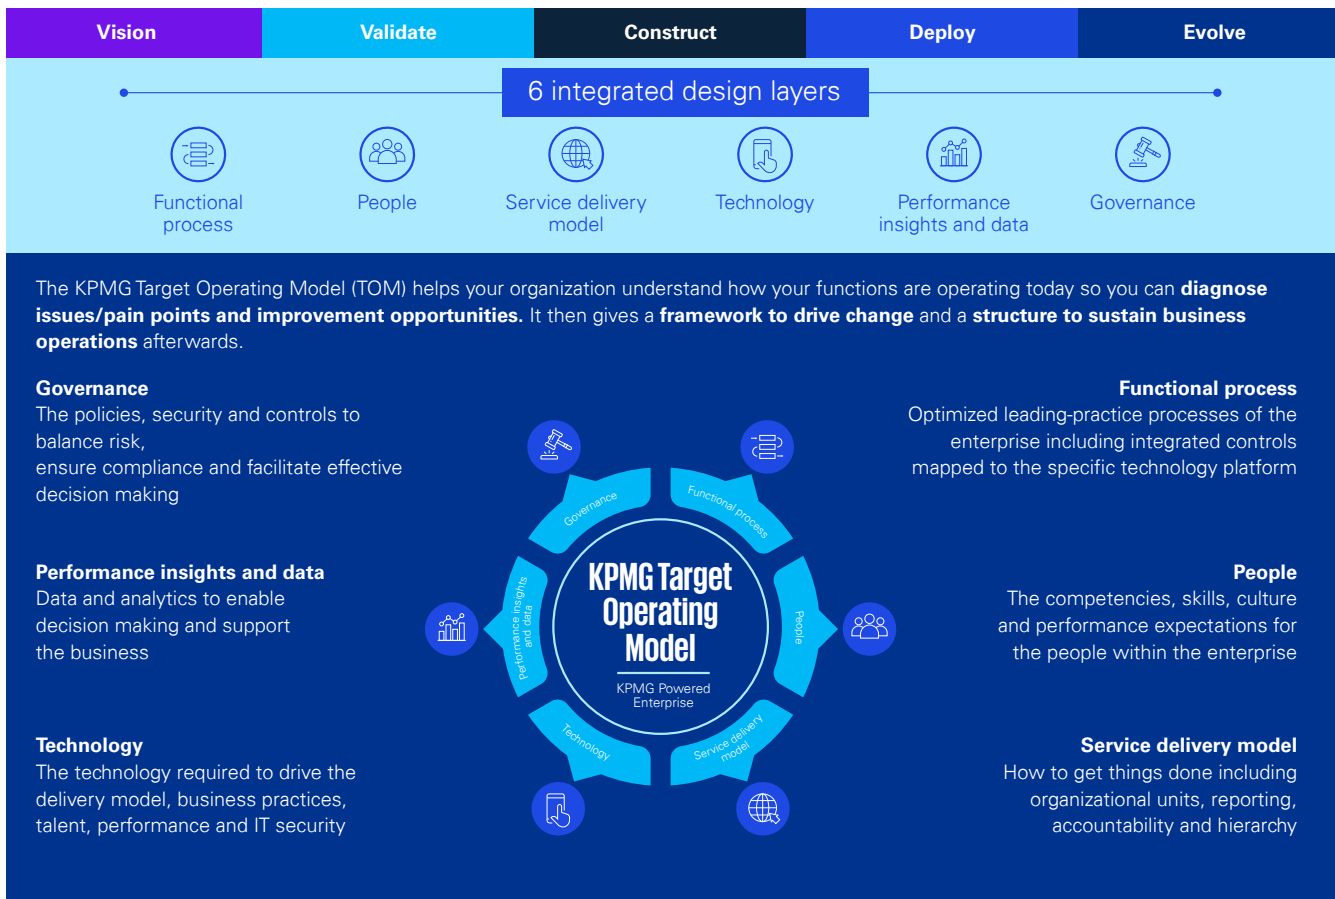 Vision
Validate
Construct
Deploy
Evolve
6 integrated design layers
Functional
process
People
Service delivery
model
Technology
Performance
insights and data
Governance
The KPMG Target Operating Model (TOM) helps your organization understand how your functions are operating today so you can diagnose
issues/pain points and improvement opportunities. It then gives a framework to drive change and a structure to sustain business
operations afterwards.
Governance
The policies, security and controls to
balance risk,
ensure compliance and facilitate effective
decision making
Performance insights and data
Data and analytics to enable
decision making and support
the business
Technology
The technology required to drive the
delivery model, business practices,
talent, performance and IT security
Governance
Functional process
Performance insights
and data
People
Technology
Service delivery
model
KPMG Target
Operating
Model
KPMG Powered
Enterprise
Functional process
Optimized leading-practice processes of the
enterprise including integrated controls
mapped to the specific technology platform
People
The competencies, skills, culture
and performance expectations for
the people within the enterprise
Service delivery model
How to get things done including
organizational units, reporting,
accountability and hierarchy